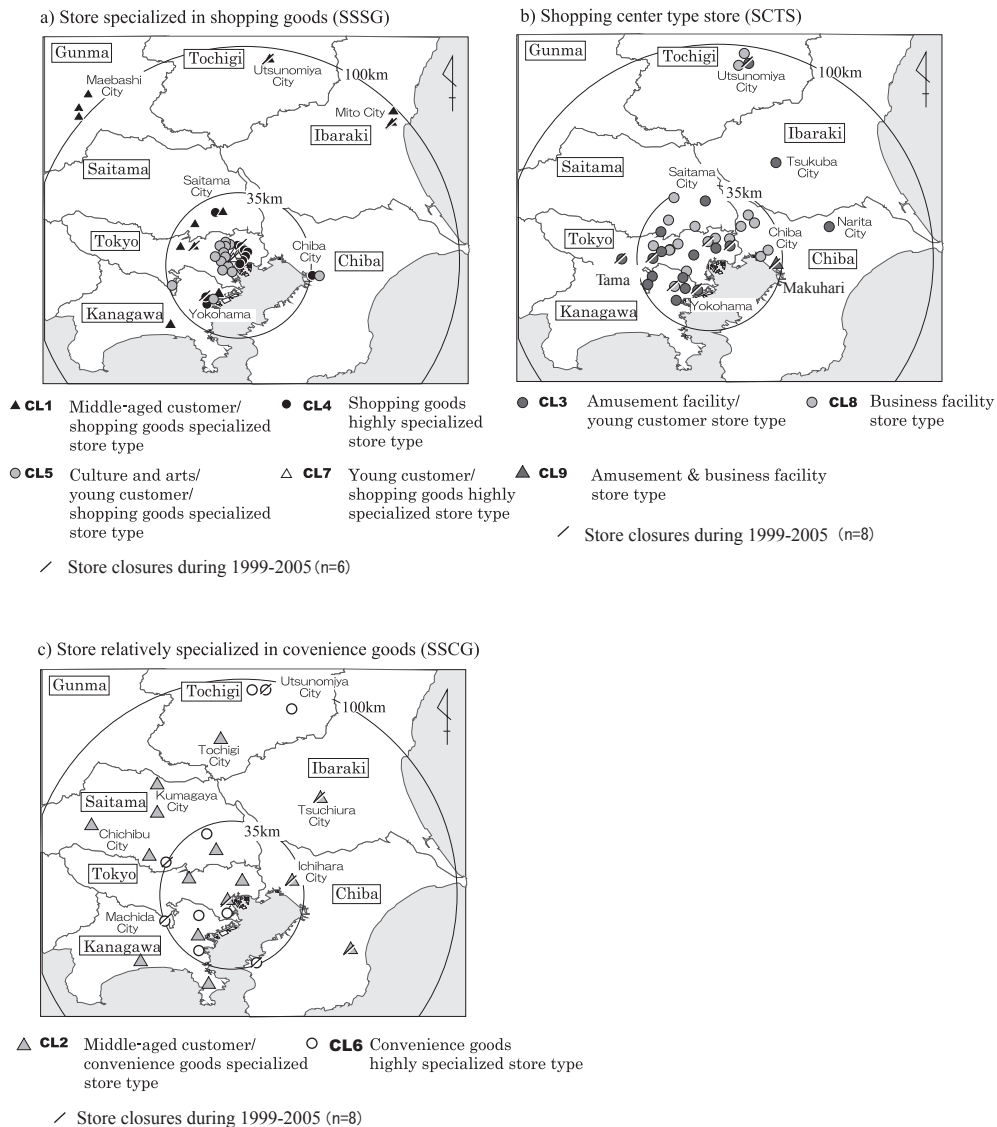 a) Store specialized in shopping goods (SSSG)
Gunma
Tochigi
Utsunomiya
City
100km
Maebashi
City
Mito City
Ibaraki
Saitama
Saitama
City
35km
Tokyo
Chiba
City
Chiba
Kanagawa
Yokohama
CL1 Middle-aged customer/
shopping goods specialized
store type
CL4 Shopping goods
highly specialized
store type
CL5 Culture and arts/
young customer/
shopping goods specialized
store type
CL7 Young customer/
shopping goods highly
specialized store type
Store closures during 1999-2005 (n=6)
b) Shopping center type store (SCTS)
Gunma
Tochigi
Utsunomiya
City
100km
Ibaraki
Saitama
Tsukuba
City
Saitama
City
35km
Narita
City
Tokyo
Chiba
City
Chiba
Tama
Makuhari
Kanagawa
Yokohama
CL3 Amusement facility/
young customer store type
CL8 Business facility
store type
CL9 Amusement & business facility
store type
Store closures during 1999-2005 (n=8)
c) Store relatively specialized in covenience goods (SSCG)
Gunma
Tochigi
Utsunomiya
City
100km
Tochigi
City
Ibaraki
Saitama
Kumagaya
City
Tsuchiura
City
Chichibu
City
35km
Tokyo
Ichihara
City
Chiba
Machida
City
Kanagawa
CL2 Middle-aged customer/
convenience goods specialized
store type
CL6 Convenience goods
highly specialized store type
Store closures during 1999-2005 (n=8)